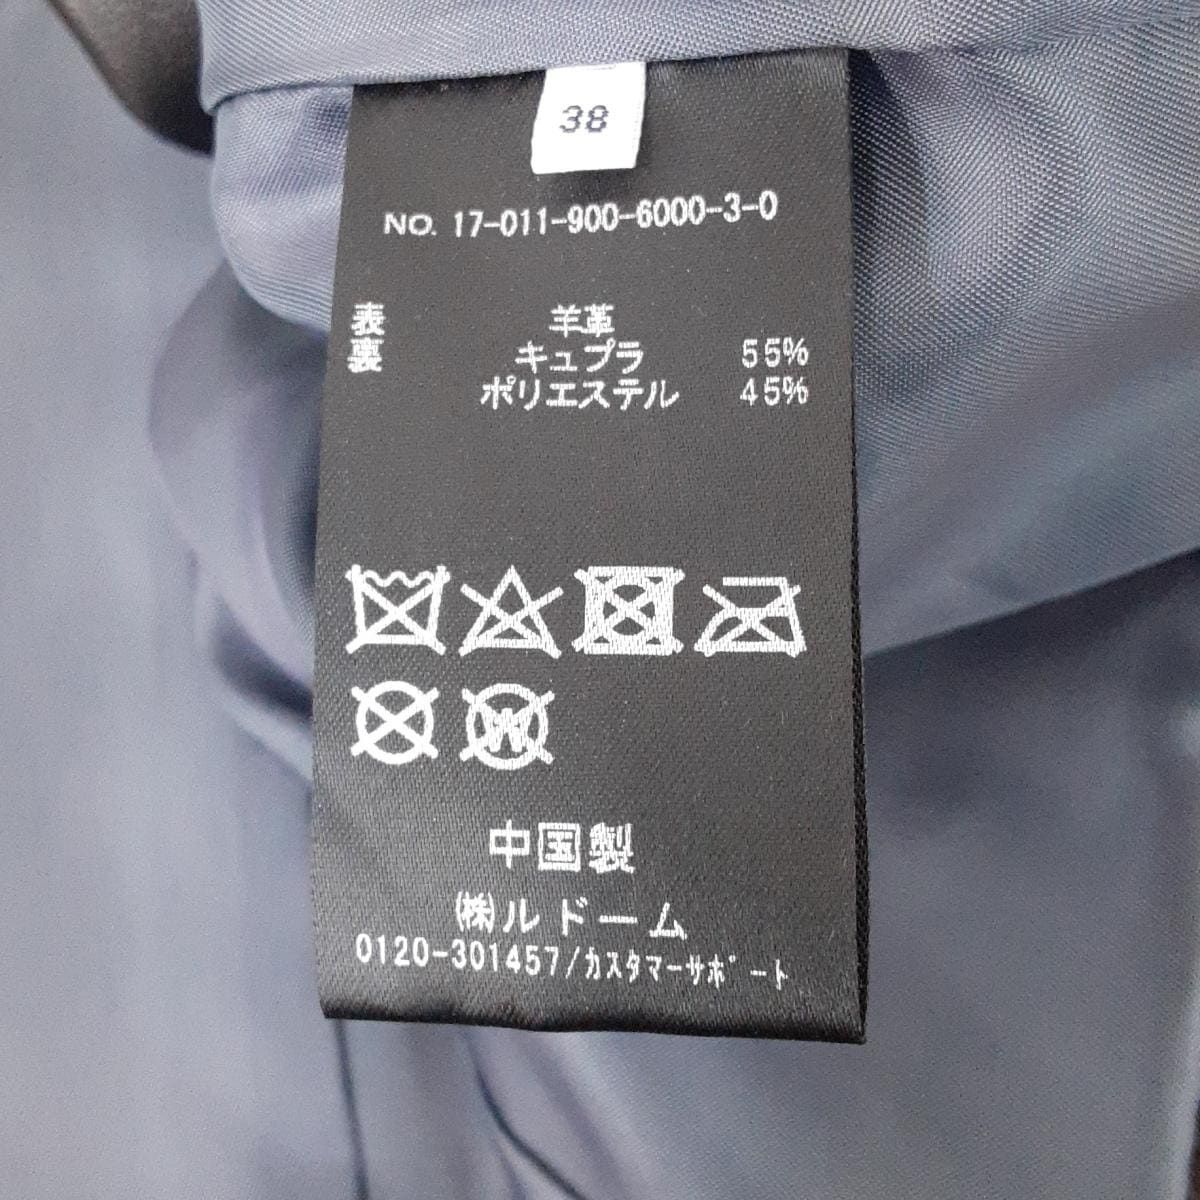 38
NO. 17-011-900-6000-3-0
表 羊革
裏 キュプラ 55%
ポリエステル 45%
W
中国製
㈱ルドーム
0120-301457/カスタマーサポート